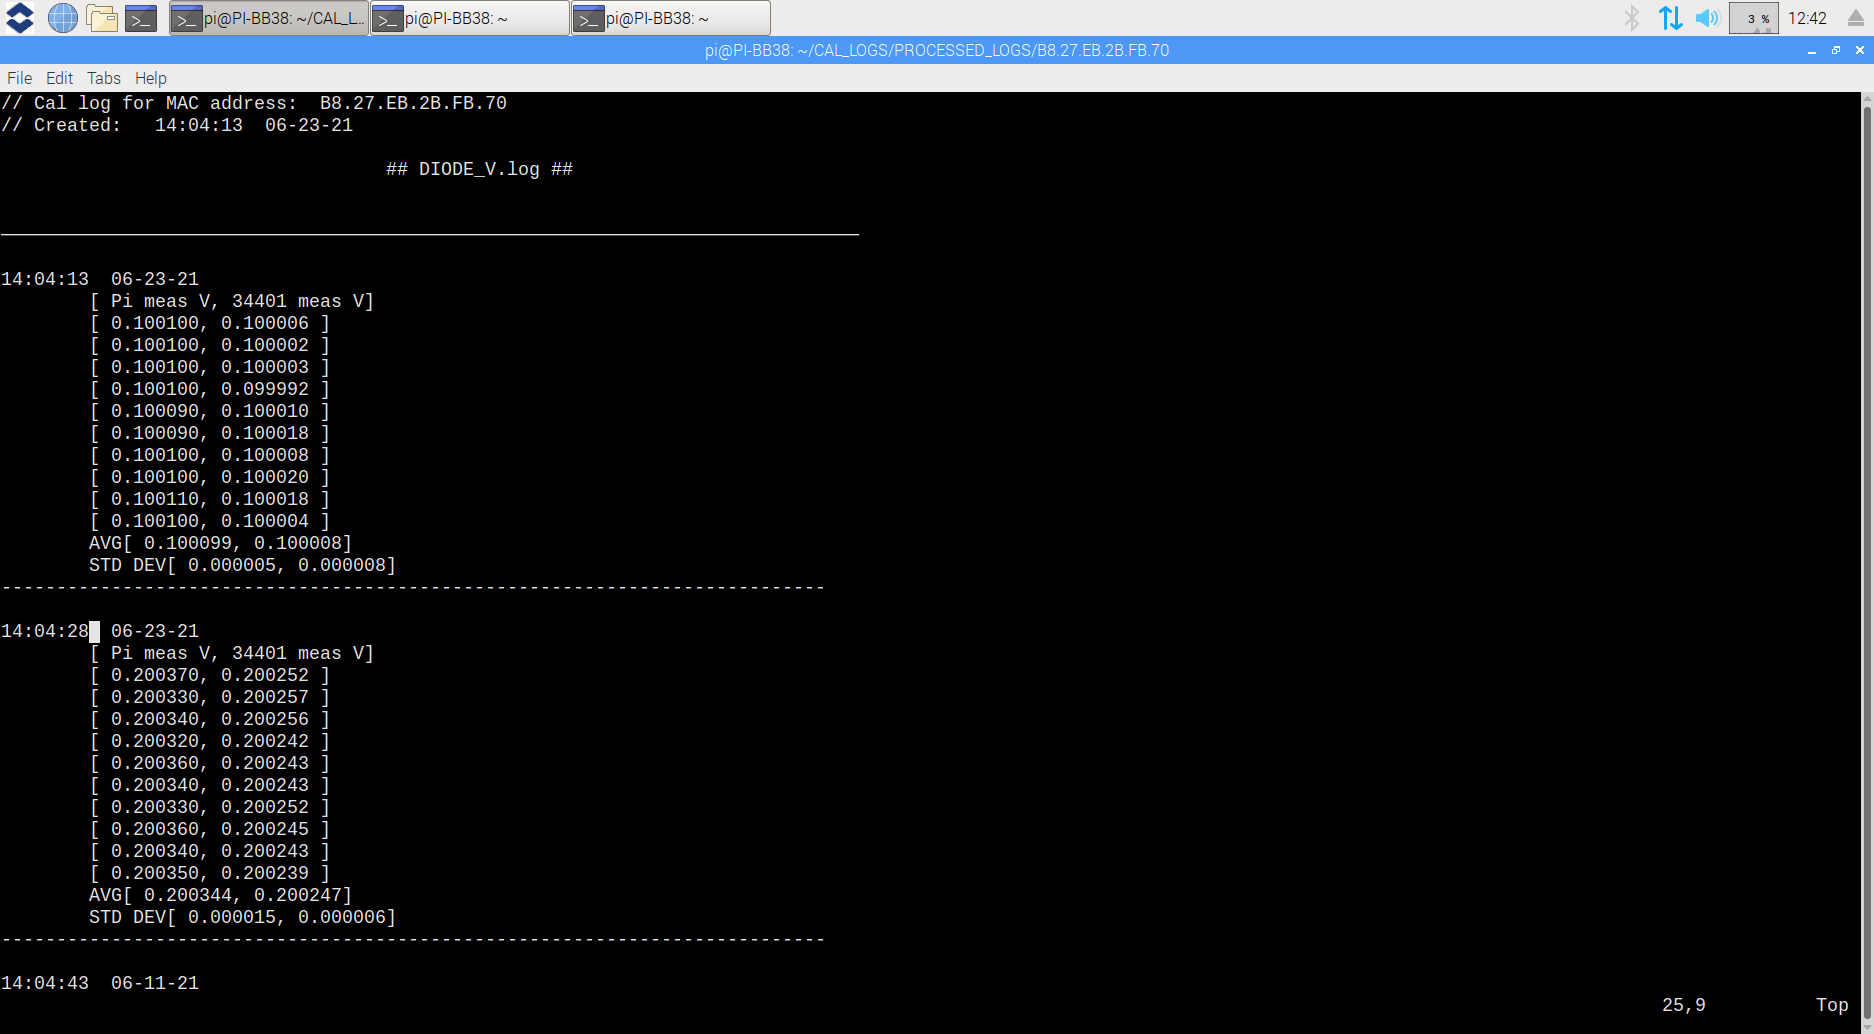 pi@PI-BB38: ~/CAL_L... pi@PI-BB38: ~ pi@PI-BB38: ~ 3 % 12:42
pi@PI-BB38: ~/CAL_LOGS/PROCESSED_LOGS/B8.27.EB.2B.FB.70
File Edit Tabs Help
// Cal log for MAC address:  B8.27.EB.2B.FB.70
// Created:   14:04:13  06-23-21
## DIODE_V.log ##
14:04:13  06-23-21
[ Pi meas V, 34401 meas V]
[ 0.100100, 0.100006 ]
[ 0.100100, 0.100002 ]
[ 0.100100, 0.100003 ]
[ 0.100100, 0.099992 ]
[ 0.100090, 0.100010 ]
[ 0.100090, 0.100018 ]
[ 0.100100, 0.100008 ]
[ 0.100100, 0.100020 ]
[ 0.100110, 0.100018 ]
[ 0.100100, 0.100004 ]
AVG[ 0.100099, 0.100008]
STD DEV[ 0.000005, 0.000008]
---------------------------------------------------------------------------
14:04:28  06-23-21
[ Pi meas V, 34401 meas V]
[ 0.200370, 0.200252 ]
[ 0.200330, 0.200257 ]
[ 0.200340, 0.200256 ]
[ 0.200320, 0.200242 ]
[ 0.200360, 0.200243 ]
[ 0.200340, 0.200243 ]
[ 0.200330, 0.200252 ]
[ 0.200360, 0.200245 ]
[ 0.200340, 0.200243 ]
[ 0.200350, 0.200239 ]
AVG[ 0.200344, 0.200247]
STD DEV[ 0.000015, 0.000006]
---------------------------------------------------------------------------
14:04:43  06-11-21
25,9 Top